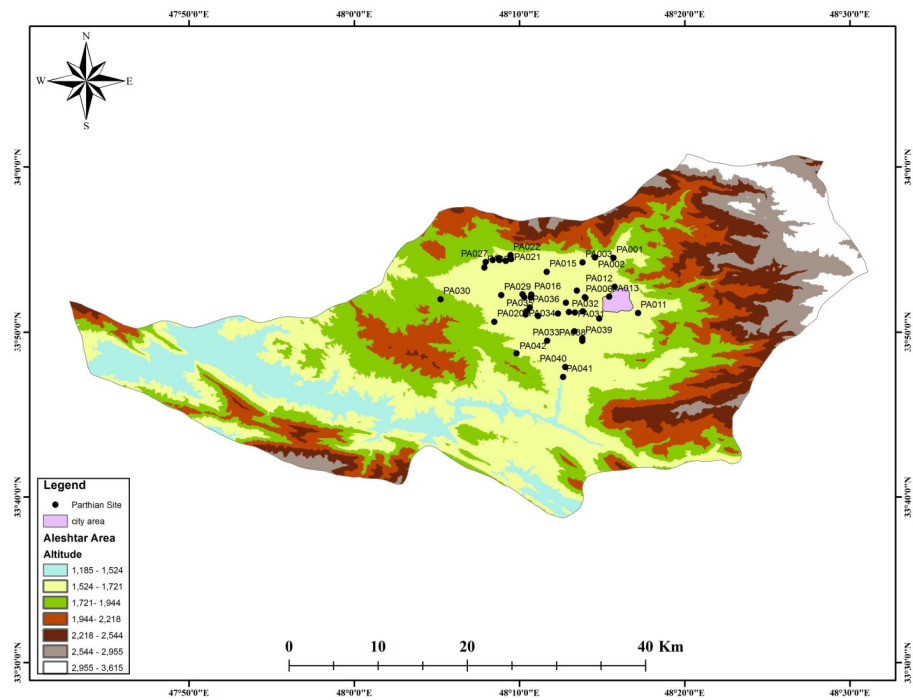 47°50'0"E 48°0'0"E 48°10'0"E 48°20'0"E 48°30'0"E
N
W E
S
34°0'0"N 34°0'0"N
PA022
PA027 PA021
PA003 PA001
PA002
PA015
PA012
PA029 PA016 PA006 PA013
PA030 PA036 PA011
PA035 PA032
PA020 PA034 PA031
33°50'0"N 33°50'0"N
PA033 PA039
PA042
PA040
PA041
33°40'0"N 33°40'0"N
Legend
Parthian Site
city area
Aleshtar Area
Altitude
1,185 - 1,524
1,524 - 1,721
1,721- 1,944
1,944- 2,218
2,218 - 2,544
2,544 - 2,955
2,955 - 3,615
0 10 20 40 Km
33°30'0"N 33°30'0"N
47°50'0"E 48°0'0"E 48°10'0"E 48°20'0"E 48°30'0"E